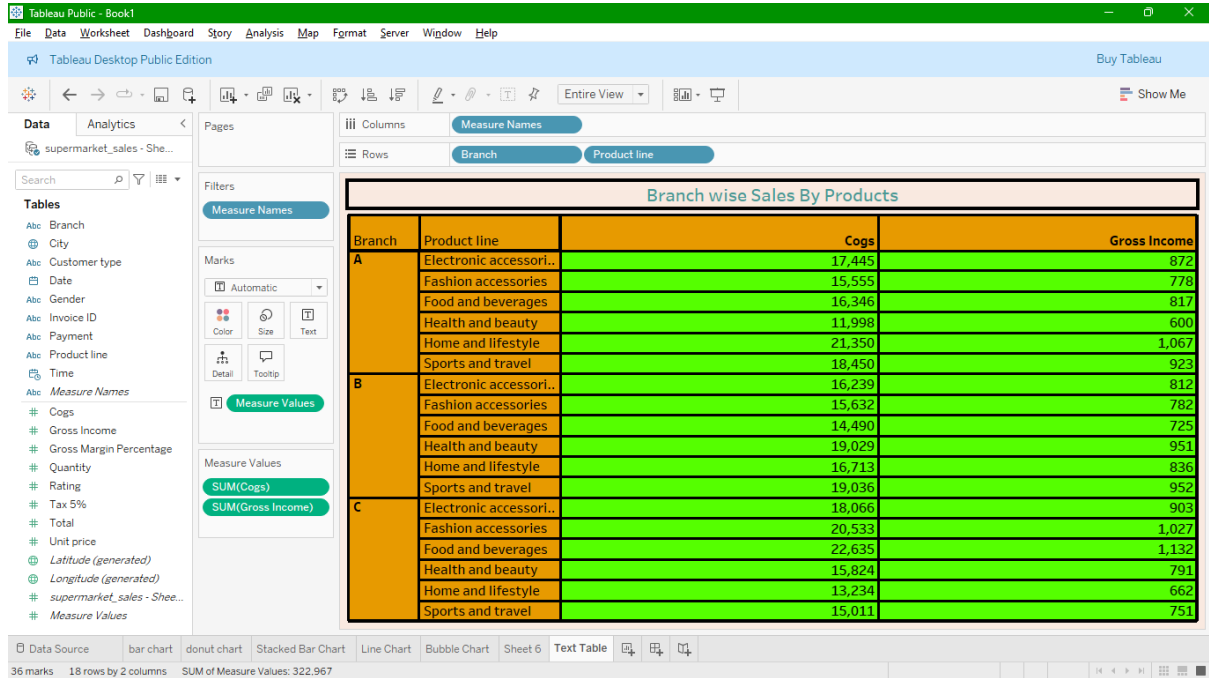 Tableau Public - Book1
File Data Worksheet Dashboard Story Analysis Map Format Server Window Help
Tableau Desktop Public Edition Buy Tableau
Entire View Show Me
Data Analytics
supermarket_sales - She...
Search
Tables
Abc Branch
City
Abc Customer type
Date
Abc Gender
Abc Invoice ID
Abc Payment
Abc Product line
Time
Abc Measure Names
# Cogs
# Gross Income
# Gross Margin Percentage
# Quantity
# Rating
# Tax 5%
# Total
# Unit price
Latitude (generated)
Longitude (generated)
# supermarket_sales - Shee...
# Measure Values
Pages
Filters
Measure Names
Marks
T Automatic
Color Size T Text
Detail Tooltip
T Measure Values
Measure Values
SUM(Cogs)
SUM(Gross Income)
iii Columns Measure Names
Rows Branch Product line
Branch wise Sales By Products
Branch Product line Cogs Gross Income
A Electronic accessori.. 17,445 872
Fashion accessories 15,555 778
Food and beverages 16,346 817
Health and beauty 11,998 600
Home and lifestyle 21,350 1,067
Sports and travel 18,450 923
B Electronic accessori.. 16,239 812
Fashion accessories 15,632 782
Food and beverages 14,490 725
Health and beauty 19,029 951
Home and lifestyle 16,713 836
Sports and travel 19,036 952
C Electronic accessori.. 18,066 903
Fashion accessories 20,533 1,027
Food and beverages 22,635 1,132
Health and beauty 15,824 791
Home and lifestyle 13,234 662
Sports and travel 15,011 751
Data Source bar chart donut chart Stacked Bar Chart Line Chart Bubble Chart Sheet 6 Text Table
36 marks 18 rows by 2 columns SUM of Measure Values: 322,967